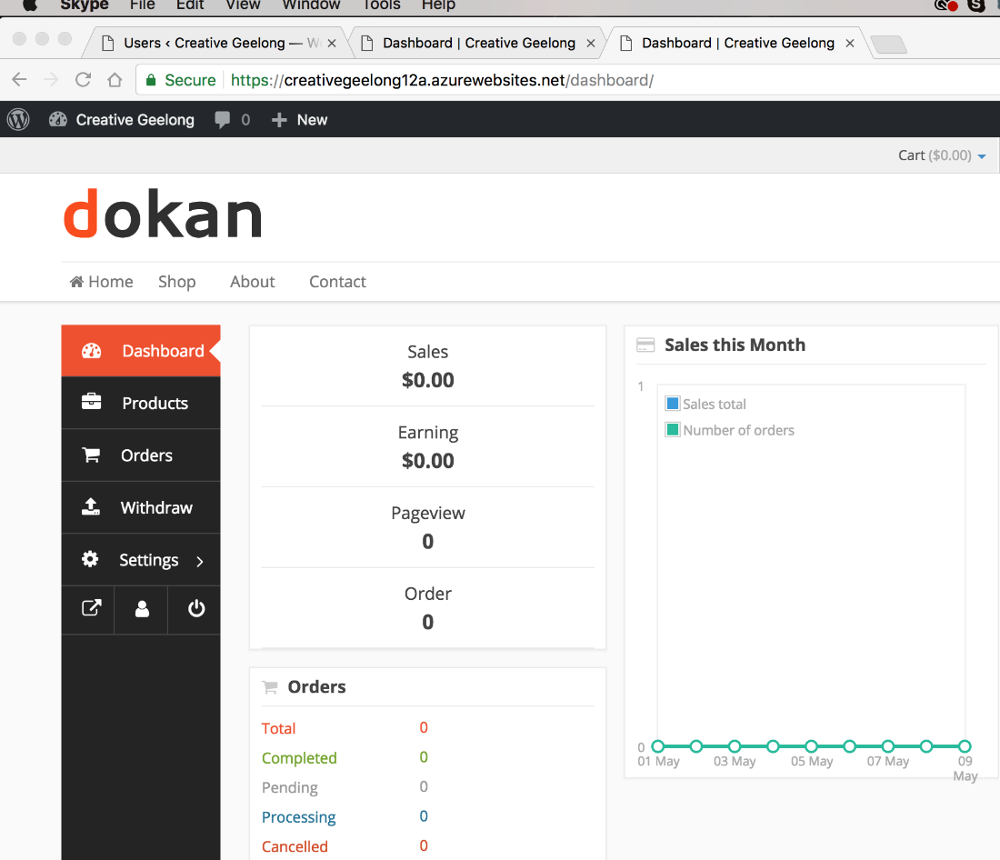 Skype File Edit View Window Tools Help
Users ‹ Creative Geelong — W
Dashboard | Creative Geelong
Dashboard | Creative Geelong
Secure https://creativegeelong12a.azurewebsites.net/dashboard/
Creative Geelong 0 New
Cart ($0.00)
dokan
Home Shop About Contact
Dashboard
Products
Orders
Withdraw
Settings
Sales
$0.00
Earning
$0.00
Pageview
0
Order
0
Orders
Total 0
Completed 0
Pending 0
Processing 0
Cancelled 0
Sales this Month
1
Sales total
Number of orders
0
01 May 03 May 05 May 07 May 09 May